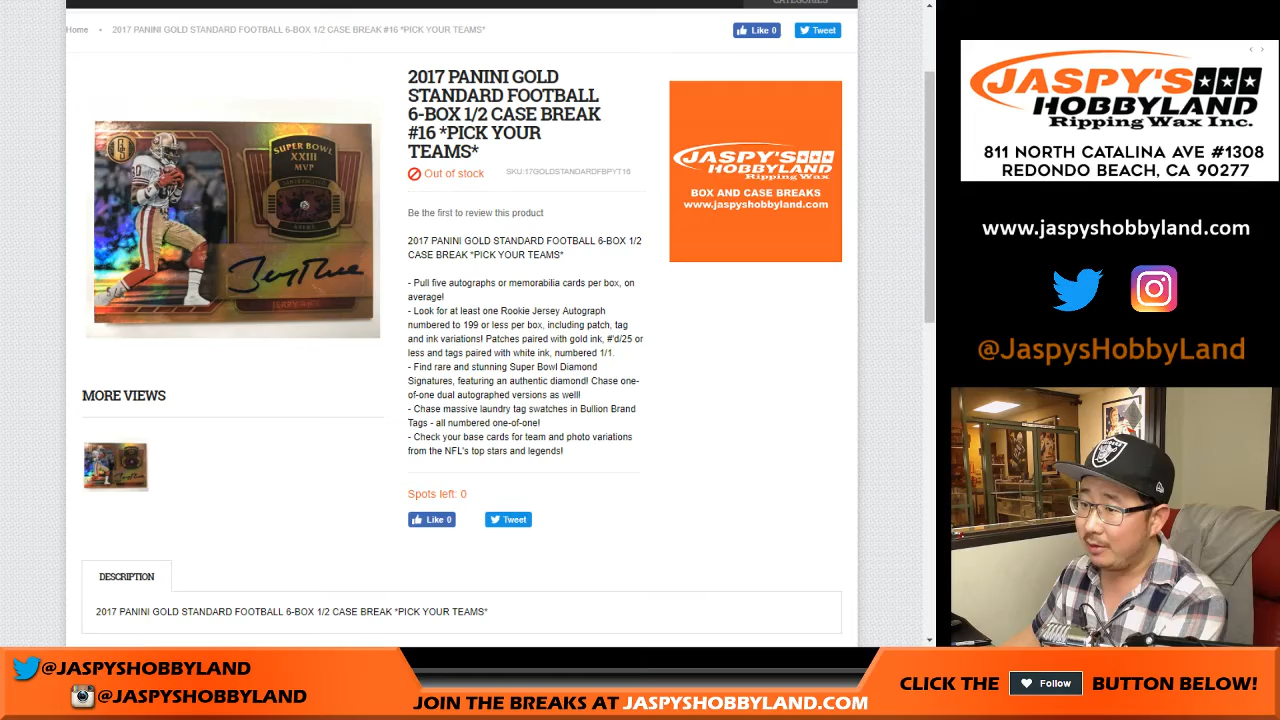 CATEGORIES
Home • 2017 PANINI GOLD STANDARD FOOTBALL 6-BOX 1/2 CASE BREAK #16 *PICK YOUR TEAMS*
Like 0
Tweet
2017 PANINI GOLD
STANDARD FOOTBALL
6-BOX 1/2 CASE BREAK
#16 *PICK YOUR
TEAMS*
Out of stock
SKU:17GOLDSTANDARDFBPYT16
Be the first to review this product
2017 PANINI GOLD STANDARD FOOTBALL 6-BOX 1/2
CASE BREAK *PICK YOUR TEAMS*
- Pull five autographs or memorabilia cards per box, on
average!
- Look for at least one Rookie Jersey Autograph
numbered to 199 or less per box, including patch, tag
and ink variations! Patches paired with gold ink, #'d/25 or
less and tags paired with white ink, numbered 1/1.
- Find rare and stunning Super Bowl Diamond
Signatures, featuring an authentic diamond! Chase one-
of-one dual autographed versions as well!
- Chase massive laundry tag swatches in Bullion Brand
Tags - all numbered one-of-one!
- Check your base cards for team and photo variations
from the NFL's top stars and legends!
Spots left: 0
Like 0
Tweet
SUPER BOWL
XXIII
MVP
Jerry Rice
MORE VIEWS
DESCRIPTION
2017 PANINI GOLD STANDARD FOOTBALL 6-BOX 1/2 CASE BREAK *PICK YOUR TEAMS*
JASPY'S
HOBBYLAND
Ripping Wax
BOX AND CASE BREAKS
www.jaspyshobbyland.com
JASPY'S
HOBBYLAND
Ripping Wax Inc.
811 NORTH CATALINA AVE #1308
REDONDO BEACH, CA 90277
www.jaspyshobbyland.com
@JaspysHobbyLand
RAIDERS
@JASPYSHOBBYLAND
@JASPYSHOBBYLAND
JOIN THE BREAKS AT JASPYSHOBBYLAND.COM
CLICK THE Follow BUTTON BELOW!